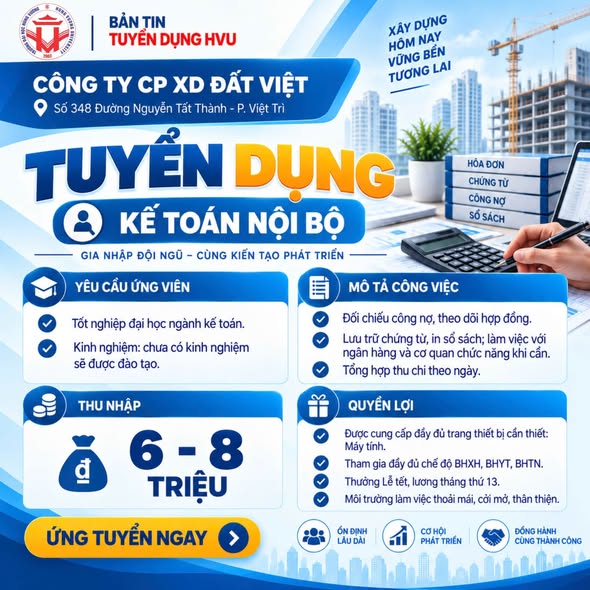 BẢN TIN
TUYỂN DỤNG HVU
XÂY DỰNG
HÔM NAY
VỮNG BỀN
TƯƠNG LAI
CÔNG TY CP XD ĐẤT VIỆT
Số 348 Đường Nguyễn Tất Thành - P. Việt Trì
TUYỂN DỤNG
KẾ TOÁN NỘI BỘ
GIA NHẬP ĐỘI NGŨ – CÙNG KIẾN TẠO PHÁT TRIỂN
HÓA ĐƠN
CHỨNG TỪ
CÔNG NỢ
SỔ SÁCH
YÊU CẦU ỨNG VIÊN
Tốt nghiệp đại học ngành kế toán.
Kinh nghiệm: chưa có kinh nghiệm
sẽ được đào tạo.
MÔ TẢ CÔNG VIỆC
Đối chiếu công nợ, theo dõi hợp đồng.
Lưu trữ chứng từ, in sổ sách; làm việc với
ngân hàng và cơ quan chức năng khi cần.
Tổng hợp thu chi theo ngày.
THU NHẬP
đ
6 - 8
TRIỆU
QUYỀN LỢI
Được cung cấp đầy đủ trang thiết bị cần thiết:
Máy tính.
Tham gia đầy đủ chế độ BHXH, BHYT, BHTN.
Thưởng Lễ tết, lương tháng thứ 13.
Môi trường làm việc thoải mái, cởi mở, thân thiện.
ỨNG TUYỂN NGAY
ỔN ĐỊNH
LÂU DÀI
CƠ HỘI
PHÁT TRIỂN
ĐỒNG HÀNH
CÙNG THÀNH CÔNG